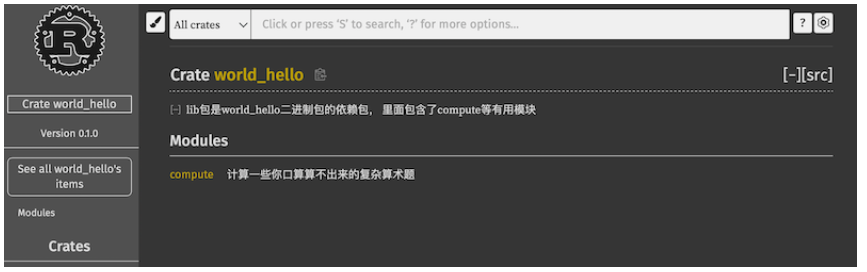 All crates
Click or press 'S' to search, '?' for more options...
?
Crate world_hello
Version 0.1.0
See all world_hello's
items
Modules
Crates
Crate world_hello
[−][src]
[−] lib包是world_hello二进制包的依赖包， 里面包含了compute等有用模块
Modules
compute 计算一些你口算算不出来的复杂算术题